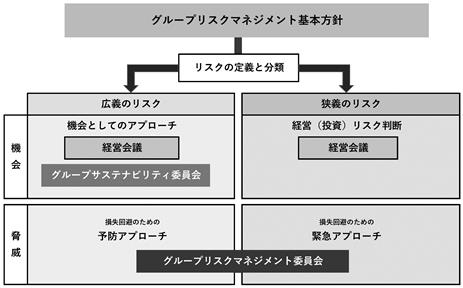 グループリスクマネジメント基本方針
リスクの定義と分類
広義のリスク
狭義のリスク
機会
機会としてのアプローチ
経営会議
グループサステナビリティ委員会
経営（投資）リスク判断
経営会議
脅威
損失回避のための
予防アプローチ
損失回避のための
緊急アプローチ
グループリスクマネジメント委員会